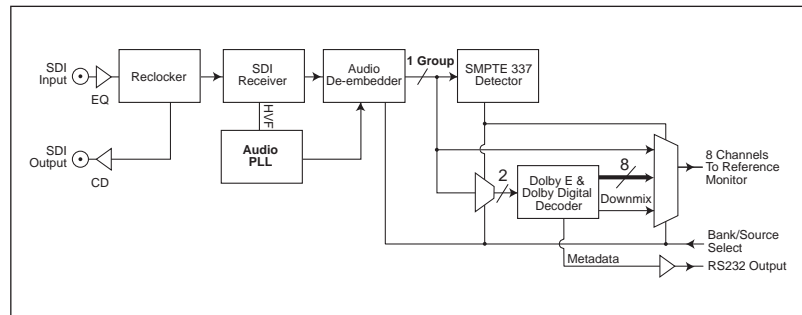 SDI
Input
EQ
Reclocker
SDI
Receiver
Audio
De-embedder
1 Group
SMPTE 337
Detector
HVF
SDI
Output
CD
Audio
PLL
2
Dolby E &
Dolby Digital
Decoder
8
Downmix
8 Channels
To Reference
Monitor
Bank/Source
Select
Metadata
RS232 Output